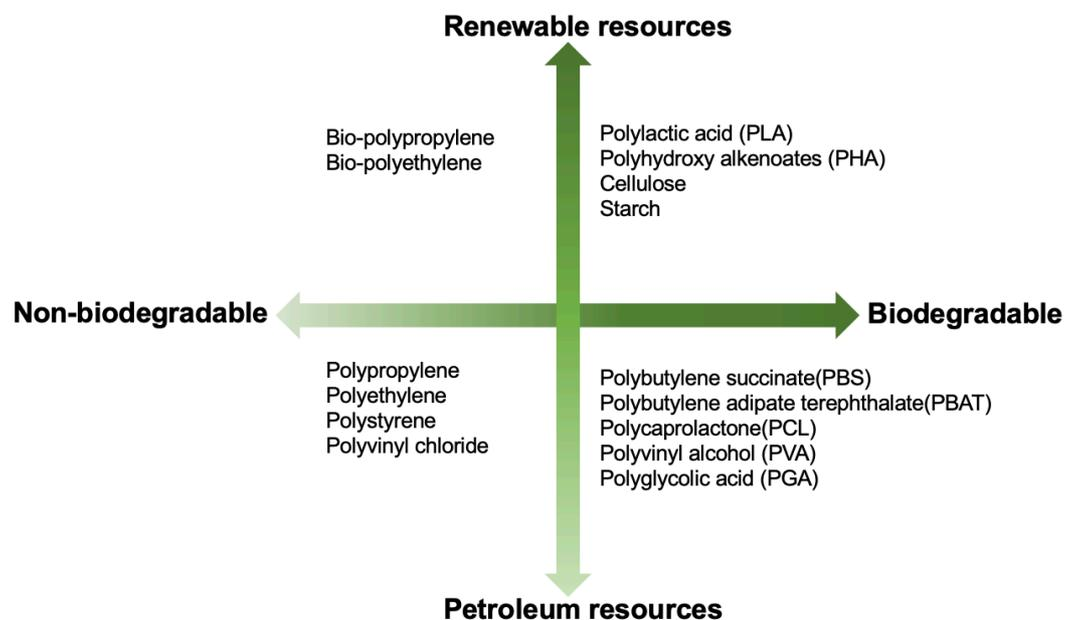 Renewable resources
Bio-polypropylene
Bio-polyethylene
Polylactic acid (PLA)
Polyhydroxy alkenoates (PHA)
Cellulose
Starch
Non-biodegradable
Biodegradable
Polypropylene
Polyethylene
Polystyrene
Polyvinyl chloride
Polybutylene succinate(PBS)
Polybutylene adipate terephthalate(PBAT)
Polycaprolactone(PCL)
Polyvinyl alcohol (PVA)
Polyglycolic acid (PGA)
Petroleum resources